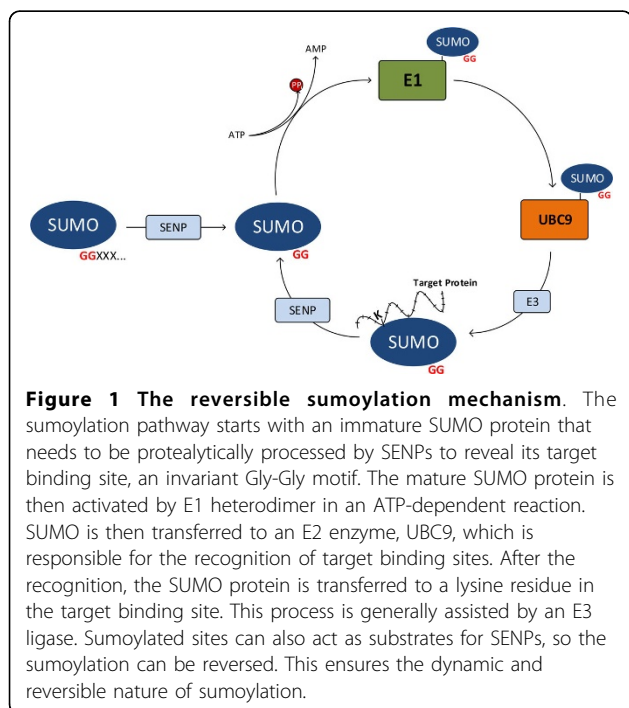 AMP
SUMO
GG
E1
PPi
ATP
SUMO
GG
UBC9
SUMO
GGXXX...
SENP
SUMO
GG
E3
Target Protein
K
SENP
SUMO
GG
Figure 1 The reversible sumoylation mechanism. The
sumoylation pathway starts with an immature SUMO protein that
needs to be protealytically processed by SENPs to reveal its target
binding site, an invariant Gly-Gly motif. The mature SUMO protein is
then activated by E1 heterodimer in an ATP-dependent reaction.
SUMO is then transferred to an E2 enzyme, UBC9, which is
responsible for the recognition of target binding sites. After the
recognition, the SUMO protein is transferred to a lysine residue in
the target binding site. This process is generally assisted by an E3
ligase. Sumoylated sites can also act as substrates for SENPs, so the
sumoylation can be reversed. This ensures the dynamic and
reversible nature of sumoylation.